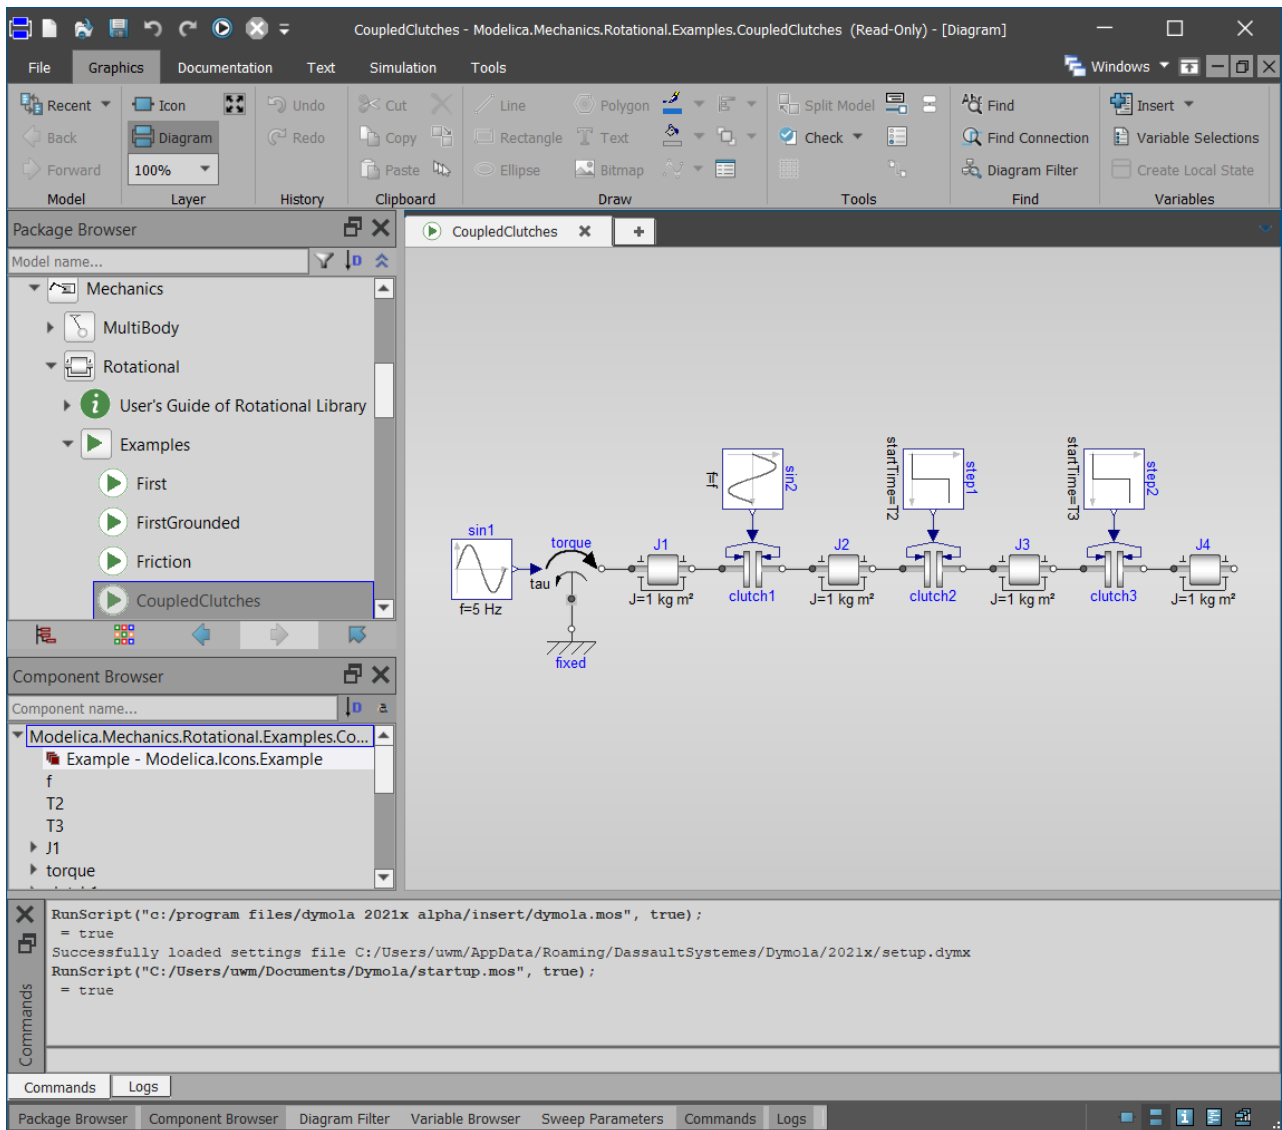 CoupledClutches - Modelica.Mechanics.Rotational.Examples.CoupledClutches (Read-Only) - [Diagram]
File Graphics Documentation Text Simulation Tools Windows
Recent Icon Undo Cut Line Polygon Split Model Find Insert
Back Diagram Redo Copy Rectangle Text Check Find Connection Variable Selections
Forward 100% Paste Ellipse Bitmap Diagram Filter Create Local State
Model Layer History Clipboard Draw Tools Find Variables
Package Browser
CoupledClutches
Model name...
Mechanics
MultiBody
Rotational
User's Guide of Rotational Library
Examples
First
FirstGrounded
Friction
CoupledClutches
sin2
startTime=T2
step1
startTime=T3
step2
sin1
torque
J1
J2
J3
J4
tau
f=5 Hz
J=1 kg m²
clutch1
J=1 kg m²
clutch2
J=1 kg m²
clutch3
J=1 kg m²
fixed
Component Browser
Component name...
Modelica.Mechanics.Rotational.Examples.Co...
Example - Modelica.Icons.Example
f
T2
T3
J1
torque
RunScript("c:/program files/dymola 2021x alpha/insert/dymola.mos", true);
= true
Successfully loaded settings file C:/Users/uwm/AppData/Roaming/DassaultSystemes/Dymola/2021x/setup.dymx
RunScript("C:/Users/uwm/Documents/Dymola/startup.mos", true);
= true
Commands
Commands Logs
Package Browser Component Browser Diagram Filter Variable Browser Sweep Parameters Commands Logs